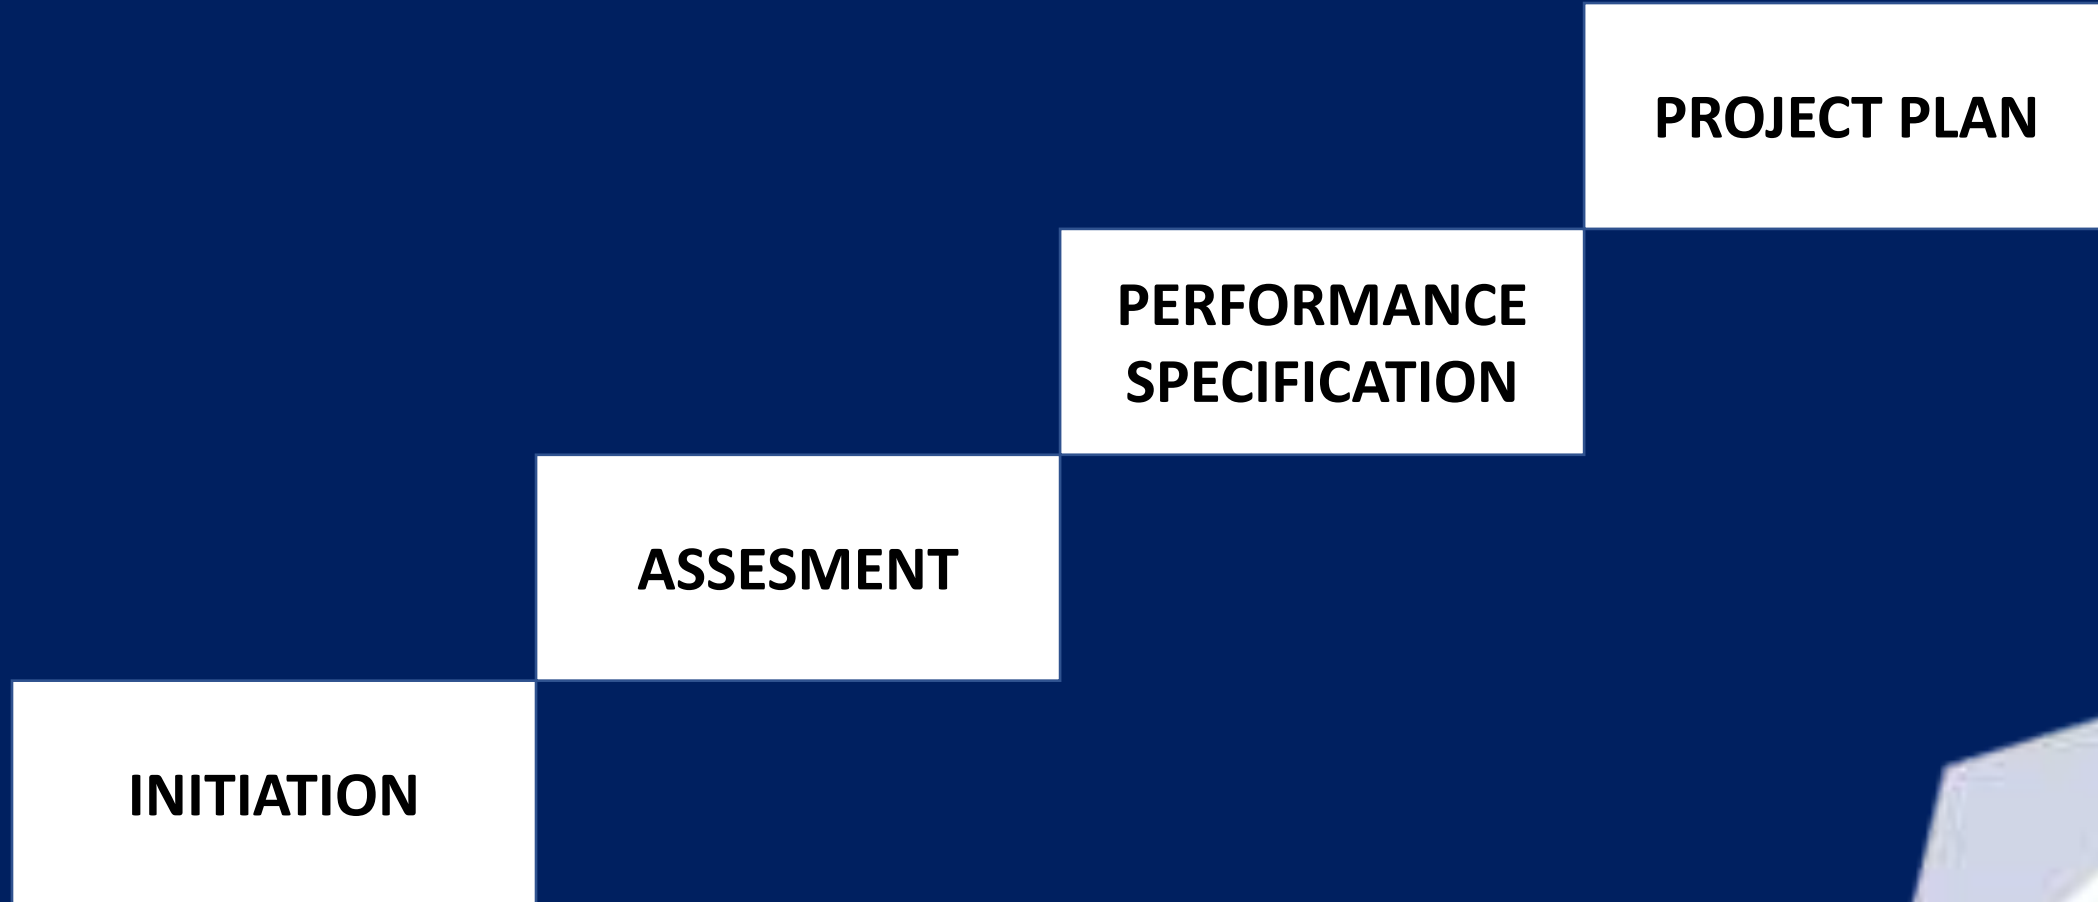 PROJECT PLAN
PERFORMANCE
SPECIFICATION
ASSESMENT
INITIATION